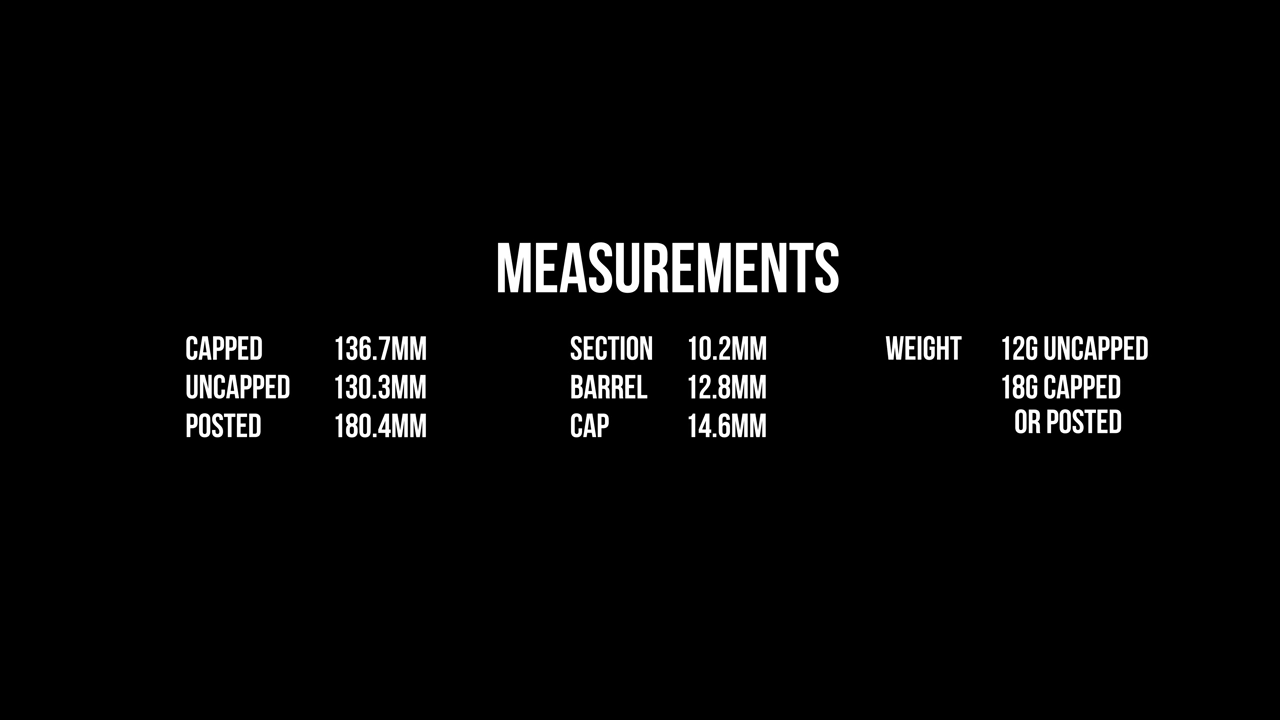 MEASUREMENTS
CAPPED 136.7MM
UNCAPPED 130.3MM
POSTED 180.4MM
SECTION 10.2MM
BARREL 12.8MM
CAP 14.6MM
WEIGHT 12G UNCAPPED
18G CAPPED
OR POSTED